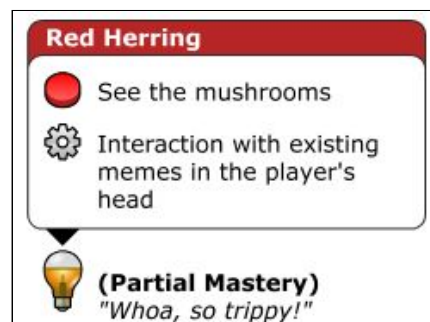 Red Herring
See the mushrooms
Interaction with existing
memes in the player's
head
(Partial Mastery)
"Whoa, so trippy!"